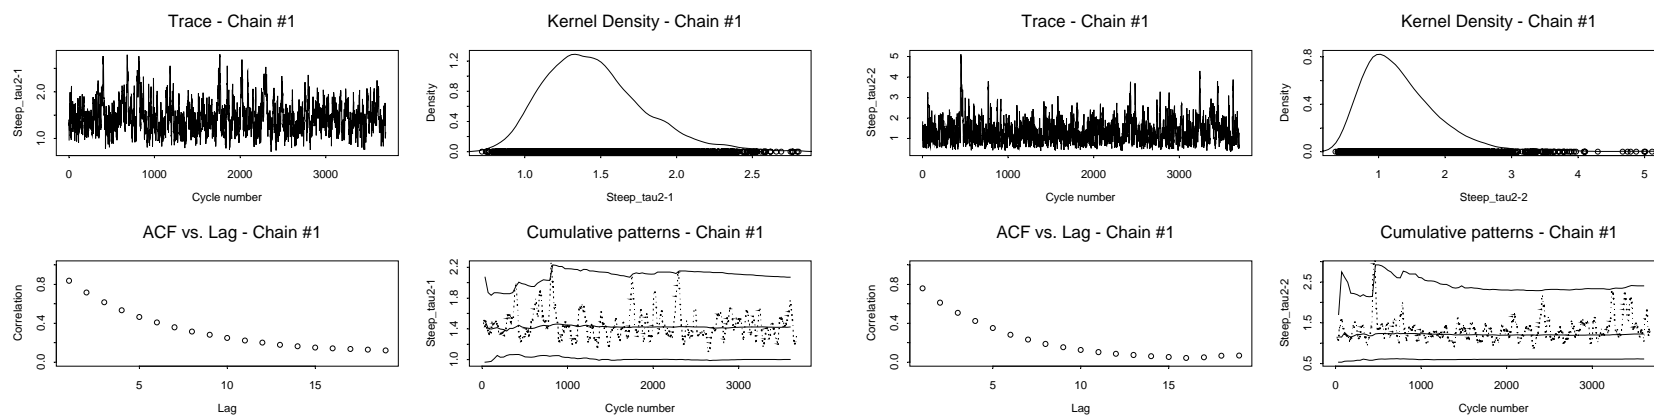 Trace - Chain #1
Steep_tau2-1
1.0 2.0
0 1000 2000 3000
Cycle number
Kernel Density - Chain #1
Density
0.0 0.4 0.8 1.2
1.0 1.5 2.0 2.5
Steep_tau2-1
Trace - Chain #1
Steep_tau2-2
1 2 3 4 5
0 1000 2000 3000
Cycle number
Kernel Density - Chain #1
Density
0.0 0.4 0.8
1 2 3 4 5
Steep_tau2-2
ACF vs. Lag - Chain #1
Correlation
0.0 0.4 0.8
5 10 15
Lag
Cumulative patterns - Chain #1
Steep_tau2-1
1.0 1.4 1.8 2.2
0 1000 2000 3000
Cycle number
ACF vs. Lag - Chain #1
Correlation
0.0 0.4 0.8
5 10 15
Lag
Cumulative patterns - Chain #1
Steep_tau2-2
0.5 1.5 2.5
0 1000 2000 3000
Cycle number